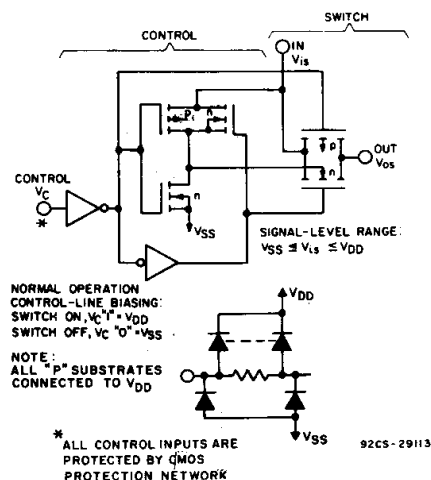 SWITCH
CONTROL
IN
Vis
p
n
n
CONTROL
VC
*
VSS
p
n
OUT
Vos
SIGNAL-LEVEL RANGE:
VSS ≤ Vis ≤ VDD
NORMAL OPERATION
CONTROL-LINE BIASING:
SWITCH ON, VC "1" = VDD
SWITCH OFF, VC "0" = VSS
NOTE:
ALL "P" SUBSTRATES
CONNECTED TO VDD
VDD
VSS
* ALL CONTROL INPUTS ARE
PROTECTED BY CMOS
PROTECTION NETWORK
92CS-29113